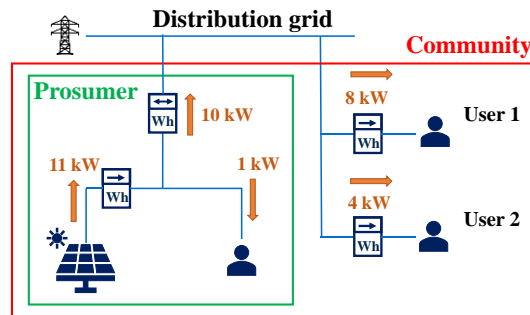 Distribution grid
Community
Prosumer
8 kW
User 1
Wh
10 kW
Wh
11 kW
Wh
1 kW
4 kW
User 2
Wh